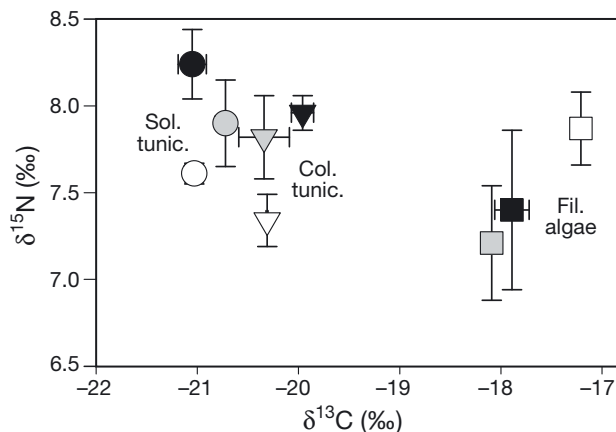 8.5
8.0
7.5
7.0
6.5
δ15N (‰)
Sol.
tunic.
Col.
tunic.
Fil.
algae
–22 –21 –20 –19 –18 –17
δ13C (‰)